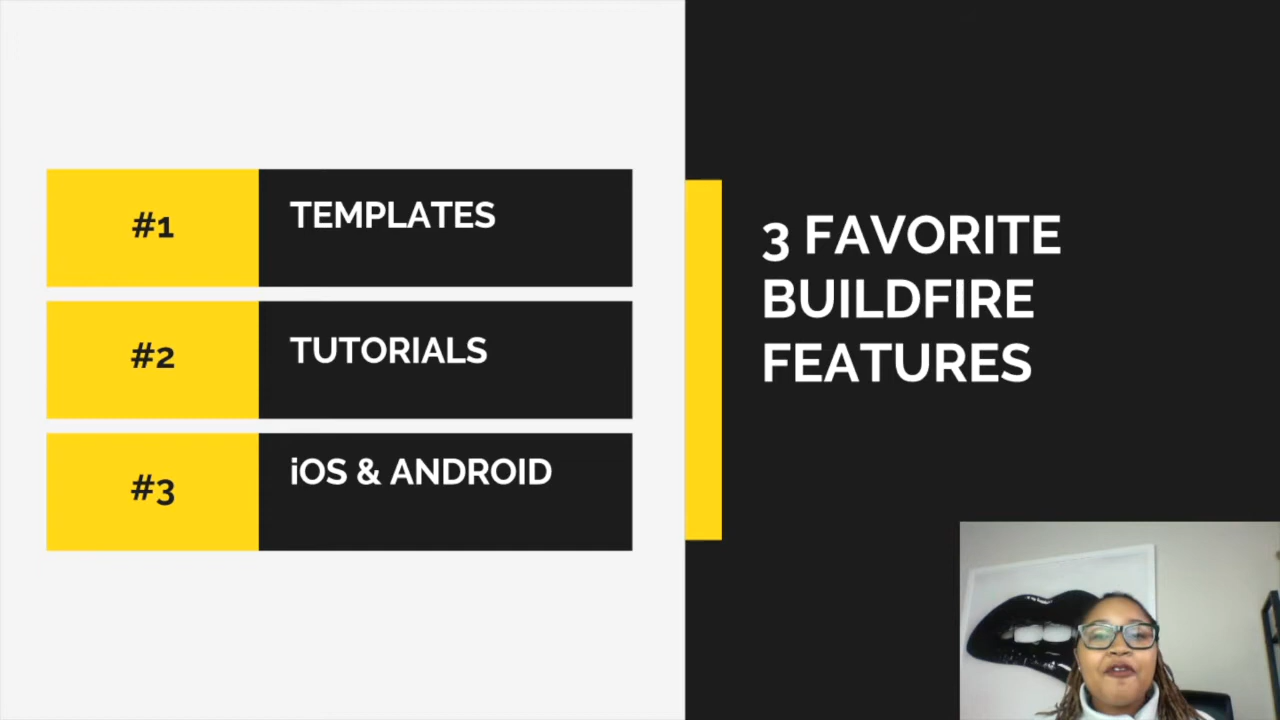 #1
TEMPLATES
#2
TUTORIALS
#3
iOS & ANDROID
3 FAVORITE
BUILDFIRE
FEATURES